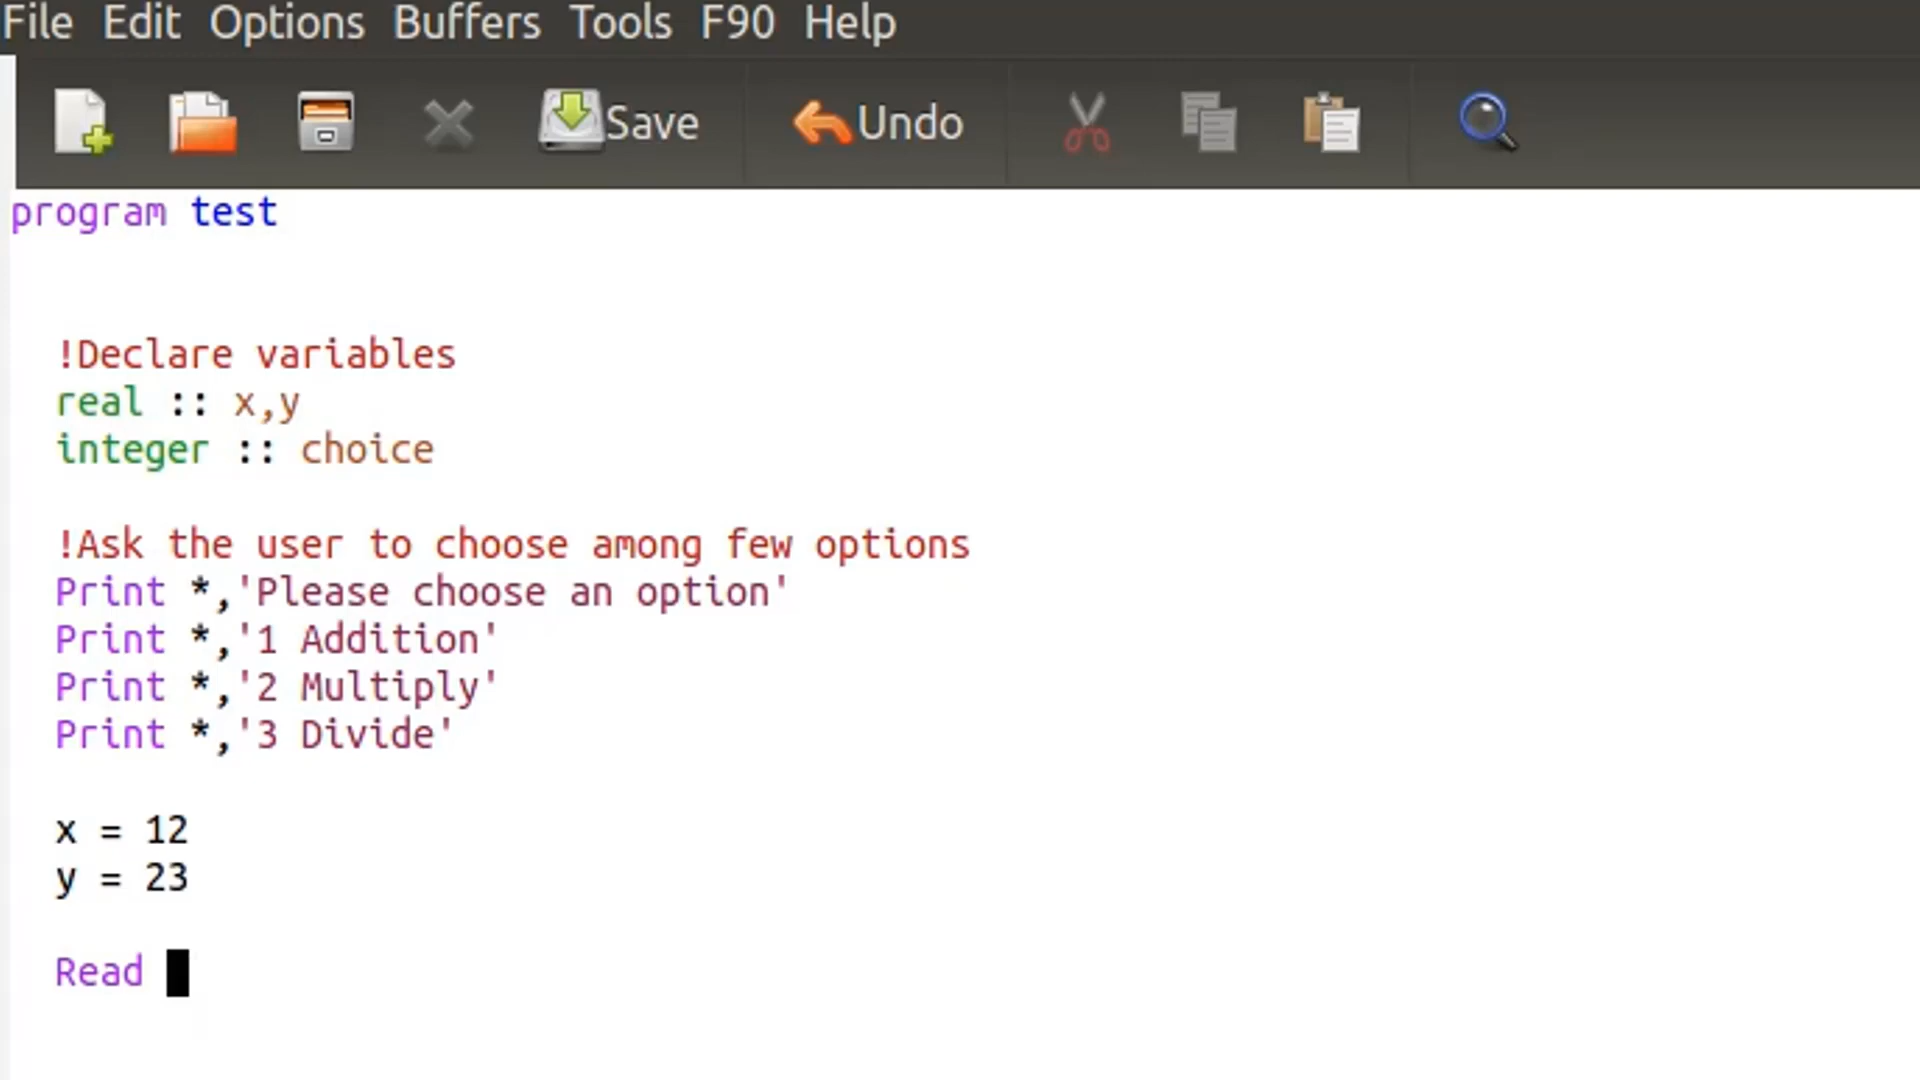 File Edit Options Buffers Tools F90 Help
Save Undo
program test
!Declare variables
real :: x,y
integer :: choice
!Ask the user to choose among few options
Print *,'Please choose an option'
Print *,'1 Addition'
Print *,'2 Multiply'
Print *,'3 Divide'
x = 12
y = 23
Read